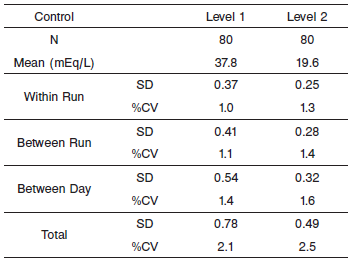 Control Level 1 Level 2
N 80 80
Mean (mEq/L) 37.8 19.6
Within Run SD 0.37 0.25
%CV 1.0 1.3
Between Run SD 0.41 0.28
%CV 1.1 1.4
Between Day SD 0.54 0.32
%CV 1.4 1.6
Total SD 0.78 0.49
%CV 2.1 2.5